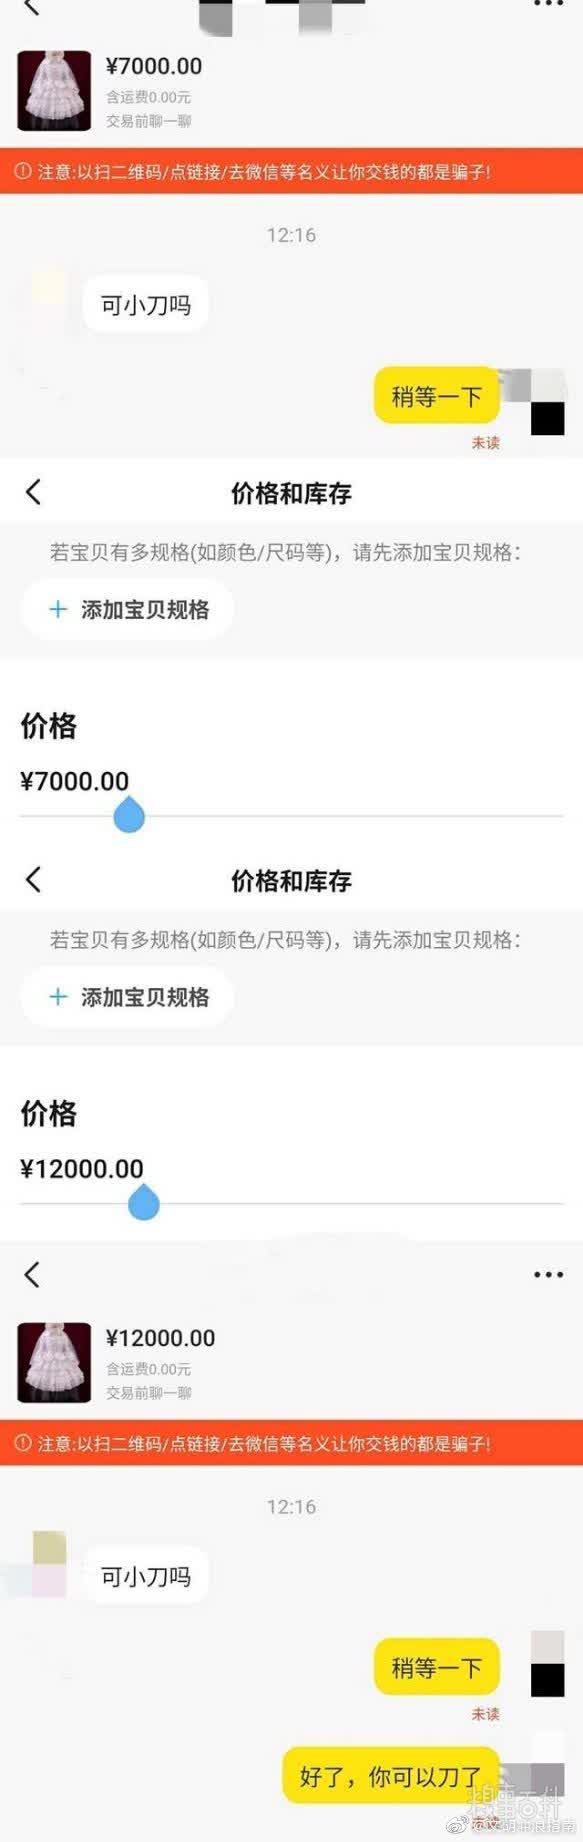 ¥7000.00
含运费0.00元
交易前聊一聊
注意:以扫二维码/点链接/去微信等名义让你交钱的都是骗子!
12:16
可小刀吗
稍等一下
未读
价格和库存
若宝贝有多规格(如颜色/尺码等)，请先添加宝贝规格：
+ 添加宝贝规格
价格
¥7000.00
价格和库存
若宝贝有多规格(如颜色/尺码等)，请先添加宝贝规格：
+ 添加宝贝规格
价格
¥12000.00
¥12000.00
含运费0.00元
交易前聊一聊
注意:以扫二维码/点链接/去微信等名义让你交钱的都是骗子!
12:16
可小刀吗
稍等一下
未读
好了，你可以刀了
糗事百科
未读